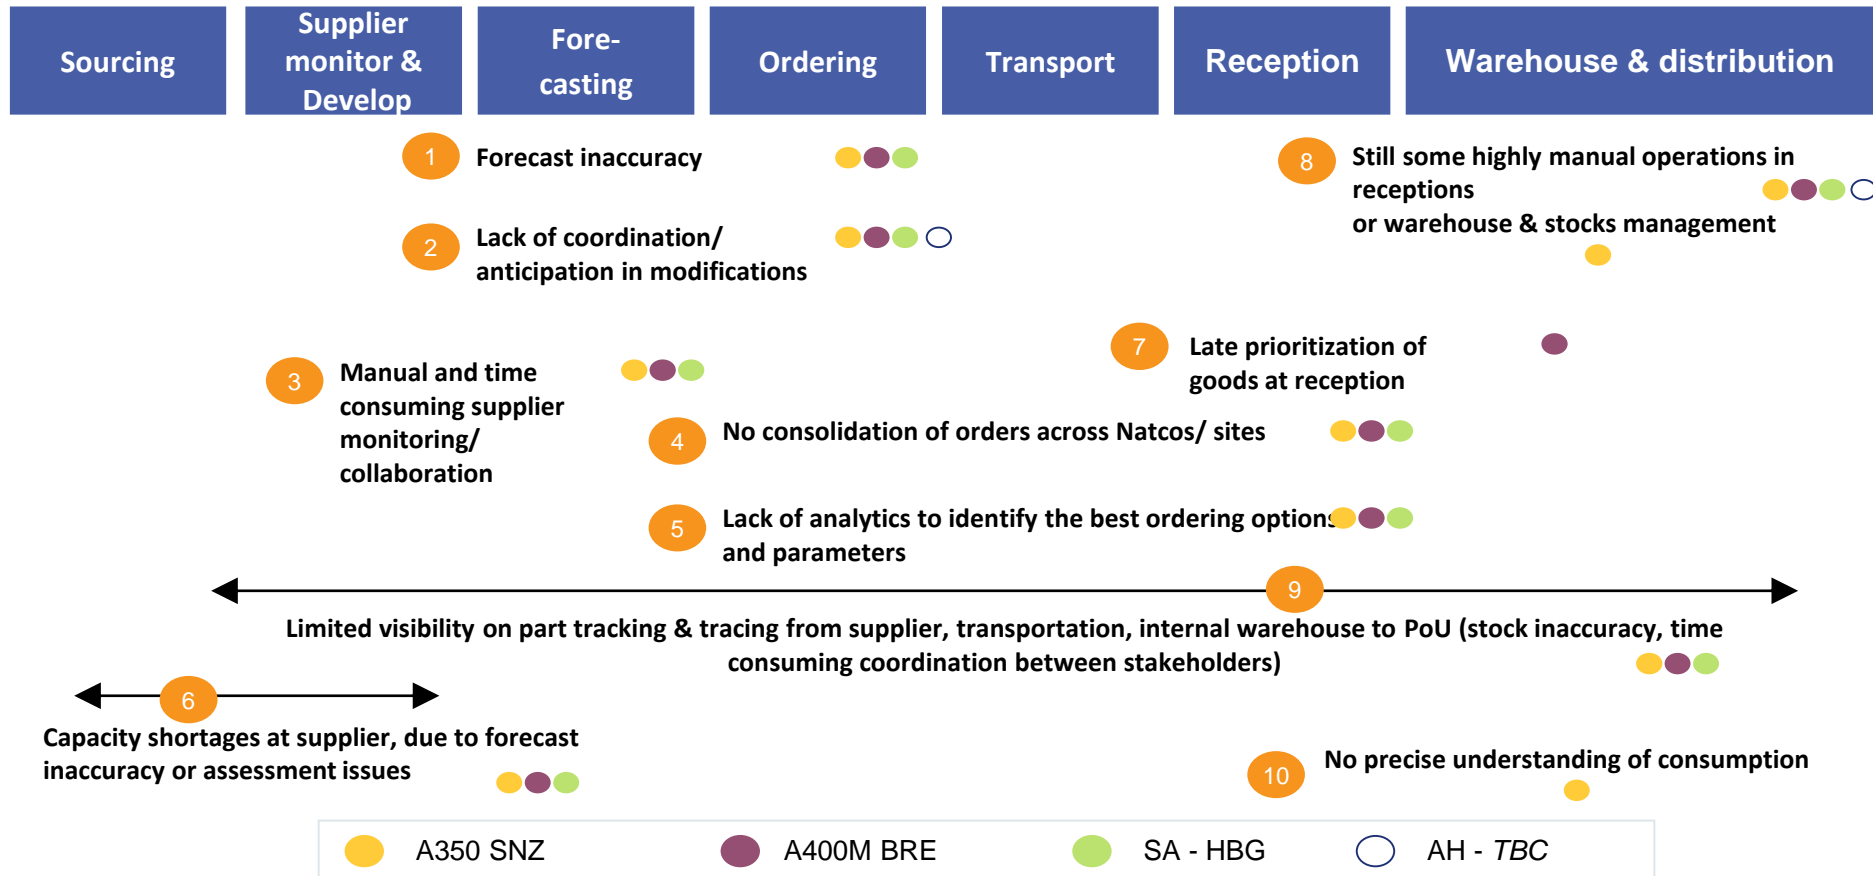 Sourcing
Supplier
monitor &
Develop
Fore-
casting
Ordering
Transport
Reception
Warehouse & distribution
1
Forecast inaccuracy
8
Still some highly manual operations in
receptions
or warehouse & stocks management
2
Lack of coordination/
anticipation in modifications
7
Late prioritization of
goods at reception
3
Manual and time
consuming supplier
monitoring/
collaboration
4
No consolidation of orders across Natcos/ sites
5
Lack of analytics to identify the best ordering options
and parameters
9
Limited visibility on part tracking & tracing from supplier, transportation, internal warehouse to PoU (stock inaccuracy, time
consuming coordination between stakeholders)
6
Capacity shortages at supplier, due to forecast
inaccuracy or assessment issues
10
No precise understanding of consumption
A350 SNZ
A400M BRE
SA - HBG
AH - TBC